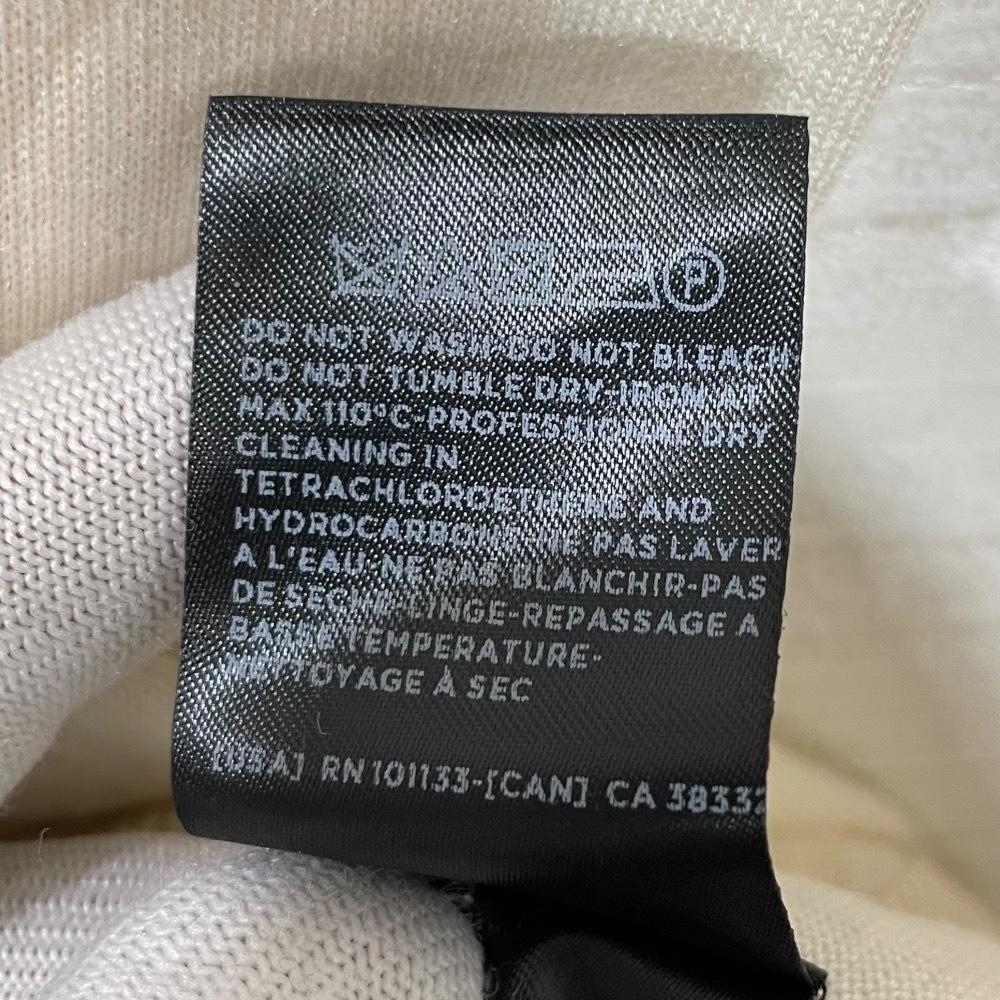 P
DO NOT WASH-DO NOT BLEACH-
DO NOT TUMBLE DRY-IRON AT
MAX 110°C-PROFESSIONAL DRY
CLEANING IN
TETRACHLOROETHENE AND
HYDROCARBONS-NE PAS LAVER
A L'EAU-NE PAS BLANCHIR-PAS
DE SECHE-LINGE-REPASSAGE A
BASSE TEMPERATURE-
NETTOYAGE À SEC
[USA] RN 101133-[CAN] CA 38332